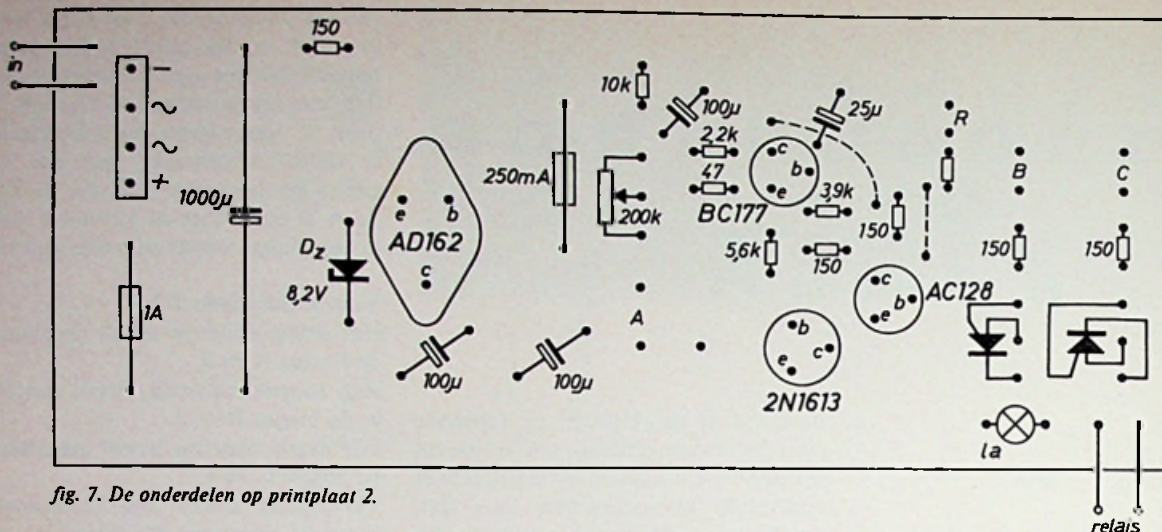 150
in
−
~
~
+
1000µ
1A
Dz
8,2V
e b
AD162
c
100µ
100µ
250mA
10k
200k
A
100µ
2,2k
47
BC177
c
b
e
25µ
3,9k
5,6k
150
150
R
c
b
e
AC128
b
e c
2N1613
B
150
C
150
la
relais
fig. 7. De onderdelen op printplaat 2.